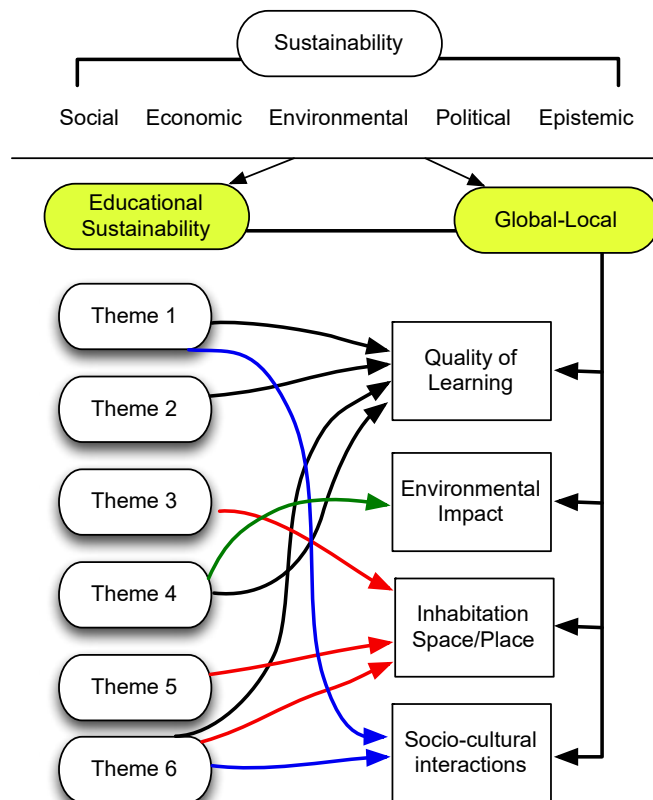 Sustainability
Social Economic Environmental Political Epistemic
Educational
Sustainability
Global-Local
Theme 1
Theme 2
Theme 3
Theme 4
Theme 5
Theme 6
Quality of
Learning
Environmental
Impact
Inhabitation
Space/Place
Socio-cultural
interactions